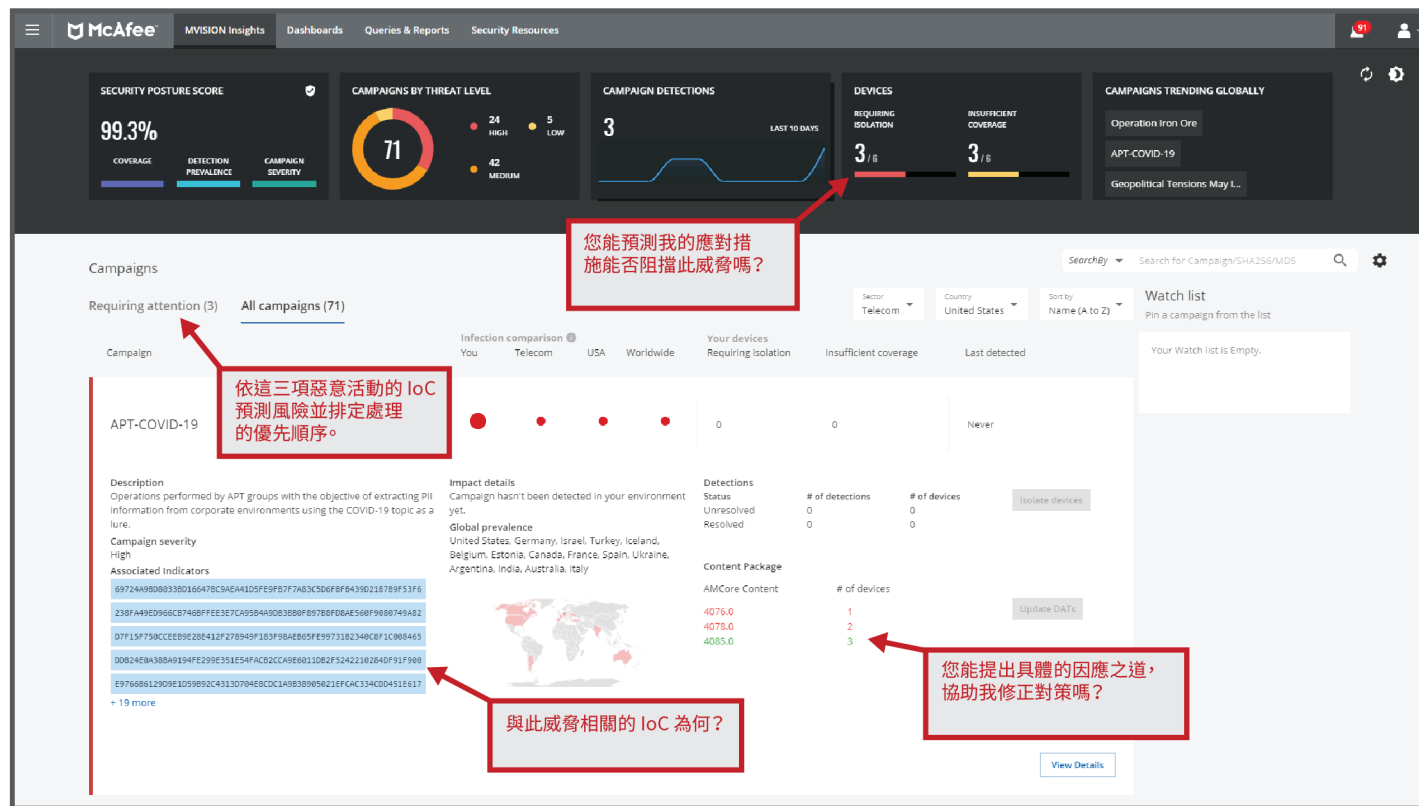 McAfee
MVISION Insights
Dashboards
Queries & Reports
Security Resources
91
SECURITY POSTURE SCORE
99.3%
COVERAGE
DETECTION
PREVALENCE
CAMPAIGN
SEVERITY
CAMPAIGNS BY THREAT LEVEL
71
24
HIGH
5
LOW
42
MEDIUM
CAMPAIGN DETECTIONS
3
LAST 10 DAYS
DEVICES
REQUIRING
ISOLATION
3 / 6
INSUFFICIENT
COVERAGE
3 / 6
CAMPAIGNS TRENDING GLOBALLY
Operation Iron Ore
APT-COVID-19
Geopolitical Tensions May I...
您能預測我的應對措
施能否阻擋此威脅嗎?
Campaigns
SearchBy
Search for Campaign/SHA256/MD5
Requiring attention (3)
All campaigns (71)
Sector
Telecom
Country
United States
Sort by
Name (A to Z)
Watch list
Pin a campaign from the list
Your Watch list is Empty.
Campaign
Infection comparison
You
Telecom
USA
Worldwide
Your devices
Requiring isolation
Insufficient coverage
Last detected
依這三項惡意活動的 IoC
預測風險並排定處理
的優先順序。
APT-COVID-19
0
0
Never
Description
Operations performed by APT groups with the objective of extracting PII
information from corporate environments using the COVID-19 topic as a
lure.
Campaign severity
High
Associated Indicators
69724A9BD8033BD16647BC9AEA41D5FE9FB7F7A83C5D6F8FB439D218789F53F6
238FA49ED966CB746BFFEE3E7CA95B4A9DB3BB0F897B8FD8AE560F9080749A82
D7F15F750CCEEB9E28E412F278949F183F98AEB65FE99731B2340C8F1C008465
DDB24E0A38BA9194FE299E351E54FACB2CCA9E6011DB2F5242210284DF91F900
E9766B6129D9E1D59B92C4313D704E8CDC1A9B38905021EFCAC334CDD451E617
+ 19 more
Impact details
Campaign hasn't been detected in your environment
yet.
Global prevalence
United States, Germany, Israel, Turkey, Iceland,
Belgium, Estonia, Canada, France, Spain, Ukraine,
Argentina, India, Australia, Italy
Detections
Status
# of detections
# of devices
Unresolved
0
0
Resolved
0
0
Isolate devices
Content Package
AMCore Content
# of devices
4076.0
1
4078.0
2
4085.0
3
Update DATs
您能提出具體的因應之道,
協助我修正對策嗎?
與此威脅相關的 IoC 為何?
View Details